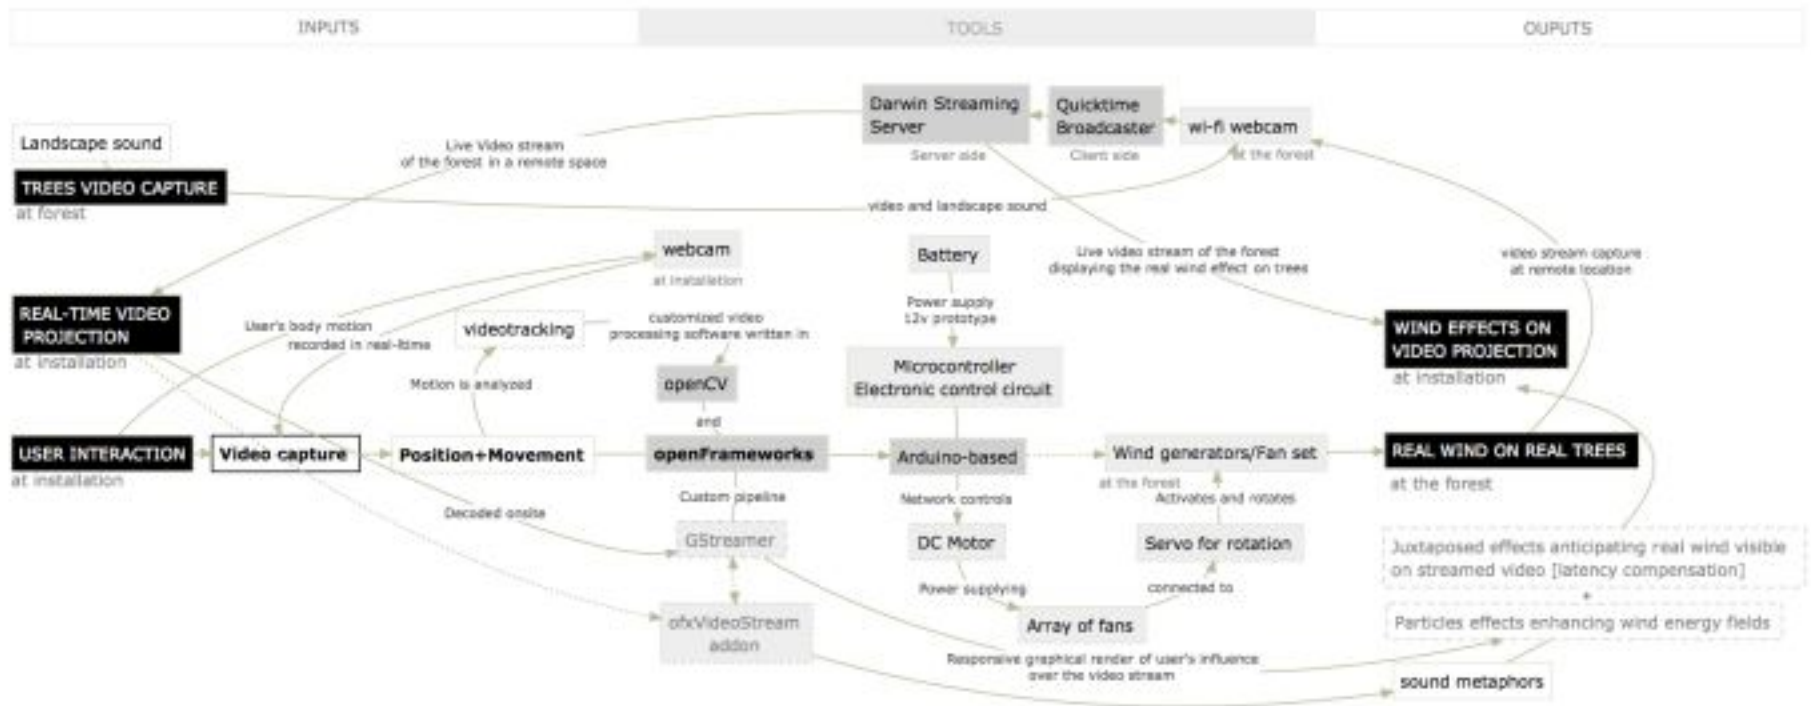 INPUTS
TOOLS
OUPUTS
Darwin Streaming
Server
Server side
Quicktime
Broadcaster
Client side
wi-fi webcam
at the forest
Landscape sound
TREES VIDEO CAPTURE
at forest
Live Video stream
of the forest in a remote space
video and landscape sound
webcam
at installation
Battery
Live video stream of the forest
displaying the real wind effect on trees
video stream capture
at remote location
REAL-TIME VIDEO
PROJECTION
at installation
User's body motion
recorded in real-ltime
videotracking
customized video
processing software written in
Power supply
12v prototype
WIND EFFECTS ON
VIDEO PROJECTION
at installation
Motion is analyzed
openCV
and
Microcontroller
Electronic control circuit
USER INTERACTION
at installation
Video capture
Position+Movement
openFrameworks
Arduino-based
Wind generators/Fan set
at the forest
REAL WIND ON REAL TREES
at the forest
Custom pipeline
Network controls
Activates and rotates
Decoded onsite
GStreamer
DC Motor
Servo for rotation
Juxtaposed effects anticipating real wind visible
on streamed video [latency compensation]
+
Power supplying
connected to
ofxVideoStream
addon
Array of fans
Particles effects enhancing wind energy fields
Responsive graphical render of user's influence
over the video stream
sound metaphors